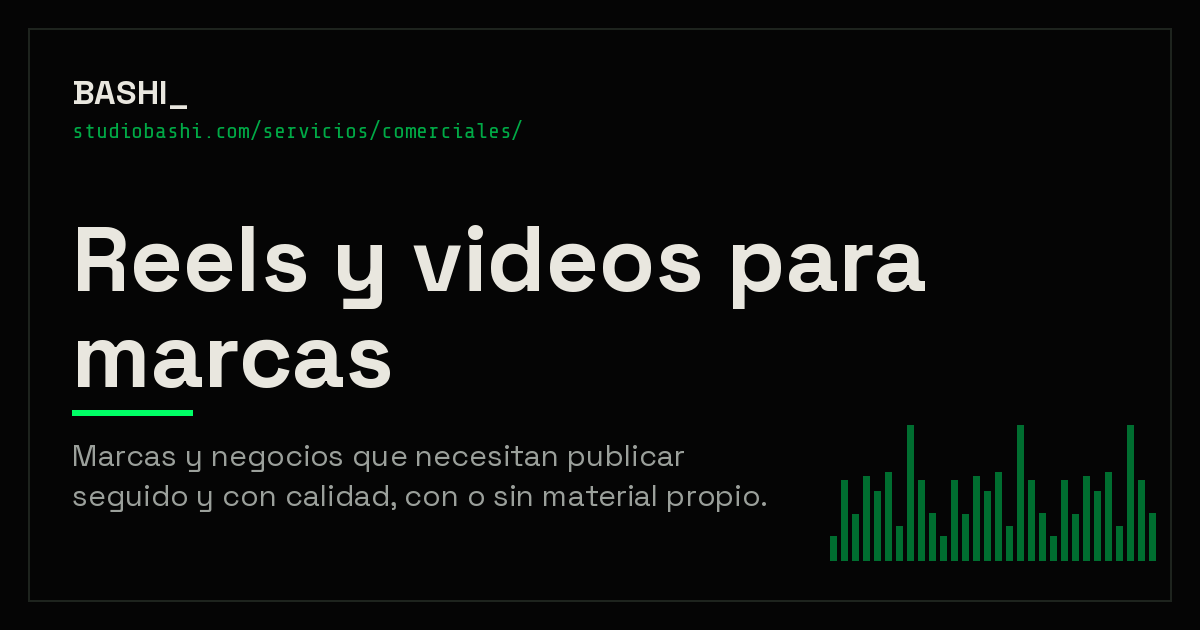 BASHI_
studiobashi.com/servicios/comerciales/
Reels y videos para
marcas
Marcas y negocios que necesitan publicar
seguido y con calidad, con o sin material propio.